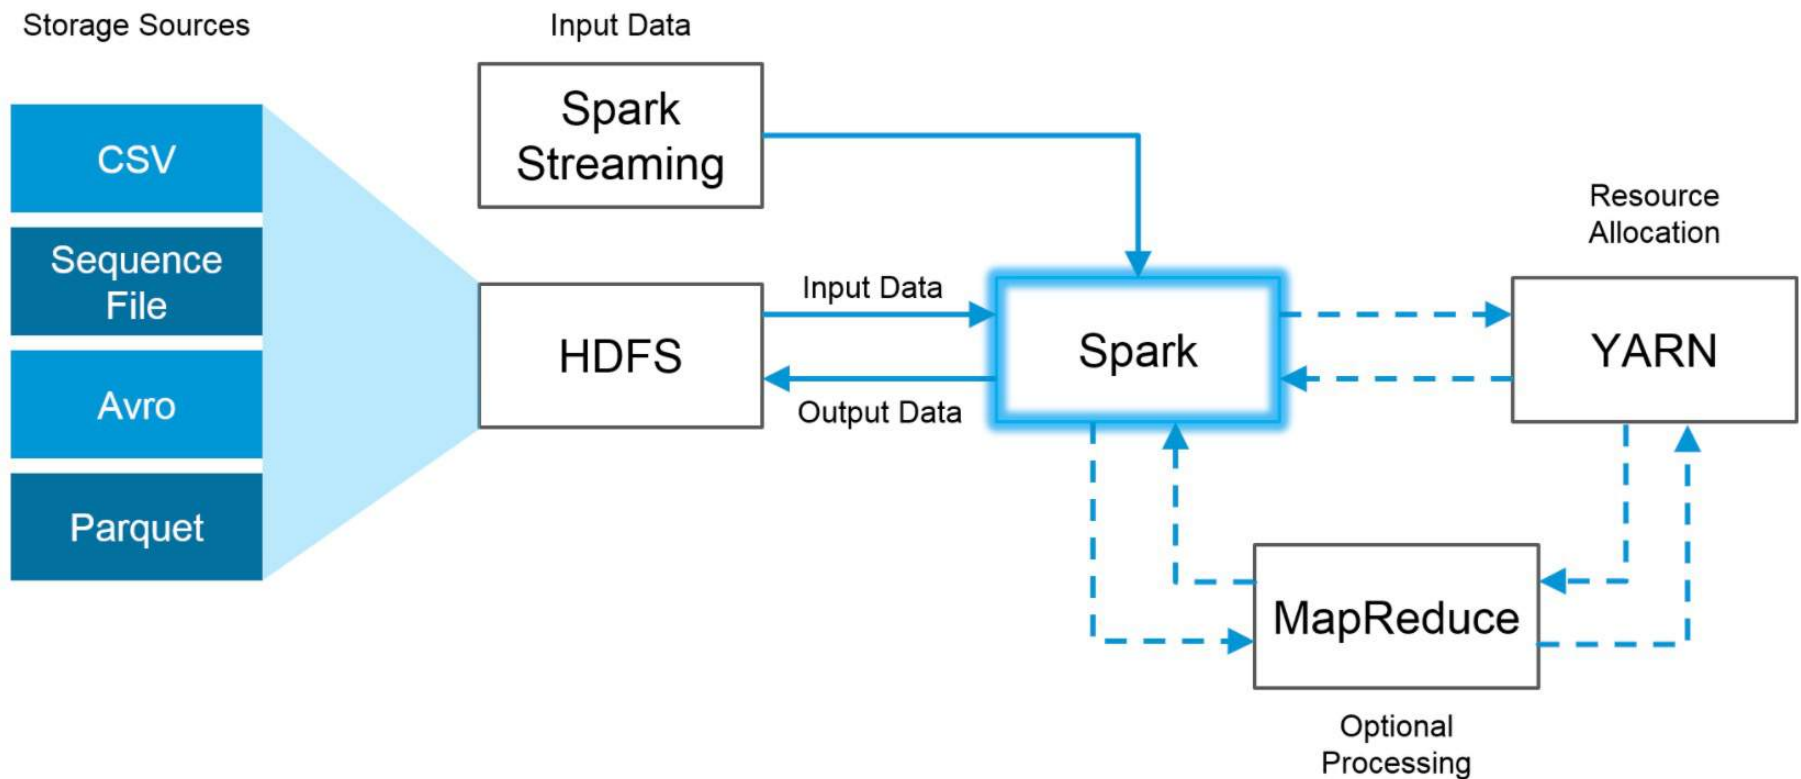 Storage Sources
Input Data
CSV
Sequence
File
Avro
Parquet
Spark
Streaming
HDFS
Input Data
Output Data
Spark
Resource
Allocation
YARN
MapReduce
Optional
Processing